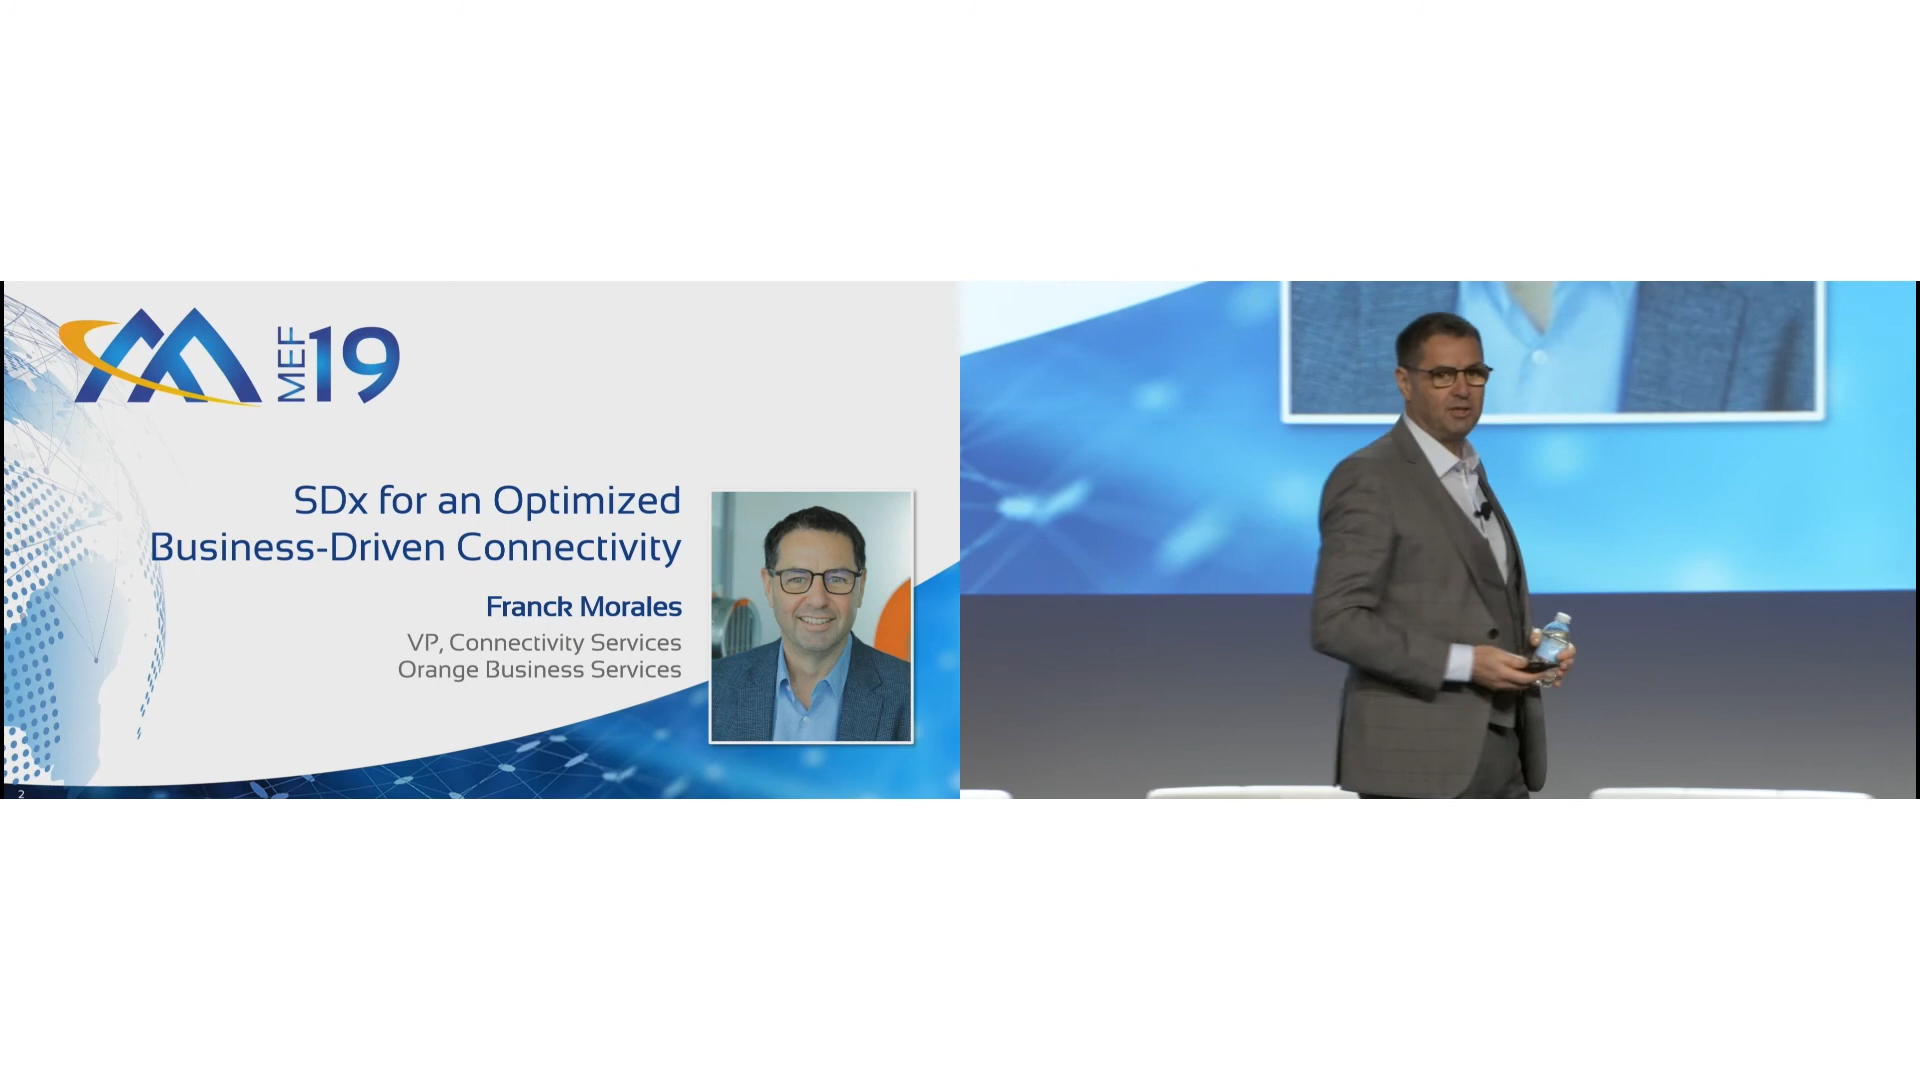 MEF 19
SDx for an Optimized
Business-Driven Connectivity
Franck Morales
VP, Connectivity Services
Orange Business Services
2